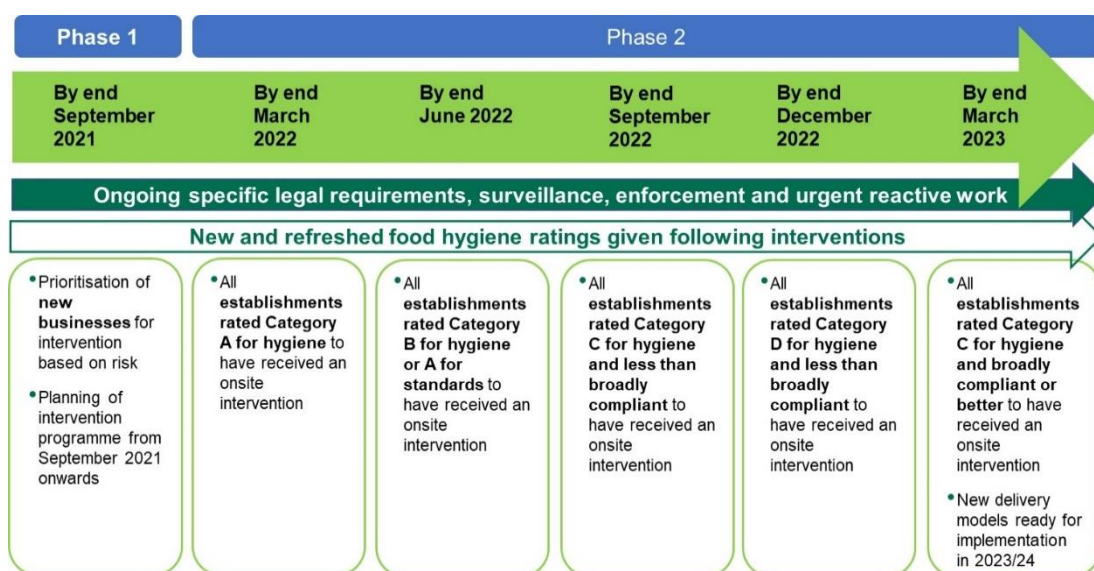 Phase 1
Phase 2
By end
September
2021
By end
March
2022
By end
June 2022
By end
September
2022
By end
December
2022
By end
March
2023
Ongoing specific legal requirements, surveillance, enforcement and urgent reactive work
New and refreshed food hygiene ratings given following interventions
•Prioritisation of
new
businesses for
intervention
based on risk
•Planning of
intervention
programme from
September 2021
onwards
•All
establishments
rated Category
A for hygiene to
have received an
onsite
intervention
•All
establishments
rated Category
B for hygiene
or A for
standards to
have received an
onsite
intervention
•All
establishments
rated Category
C for hygiene
and less than
broadly
compliant to
have received an
onsite
intervention
•All
establishments
rated Category
D for hygiene
and less than
broadly
compliant to
have received an
onsite
intervention
•All
establishments
rated Category
C for hygiene
and broadly
compliant or
better to have
received an
onsite
intervention
•New delivery
models ready for
implementation
in 2023/24